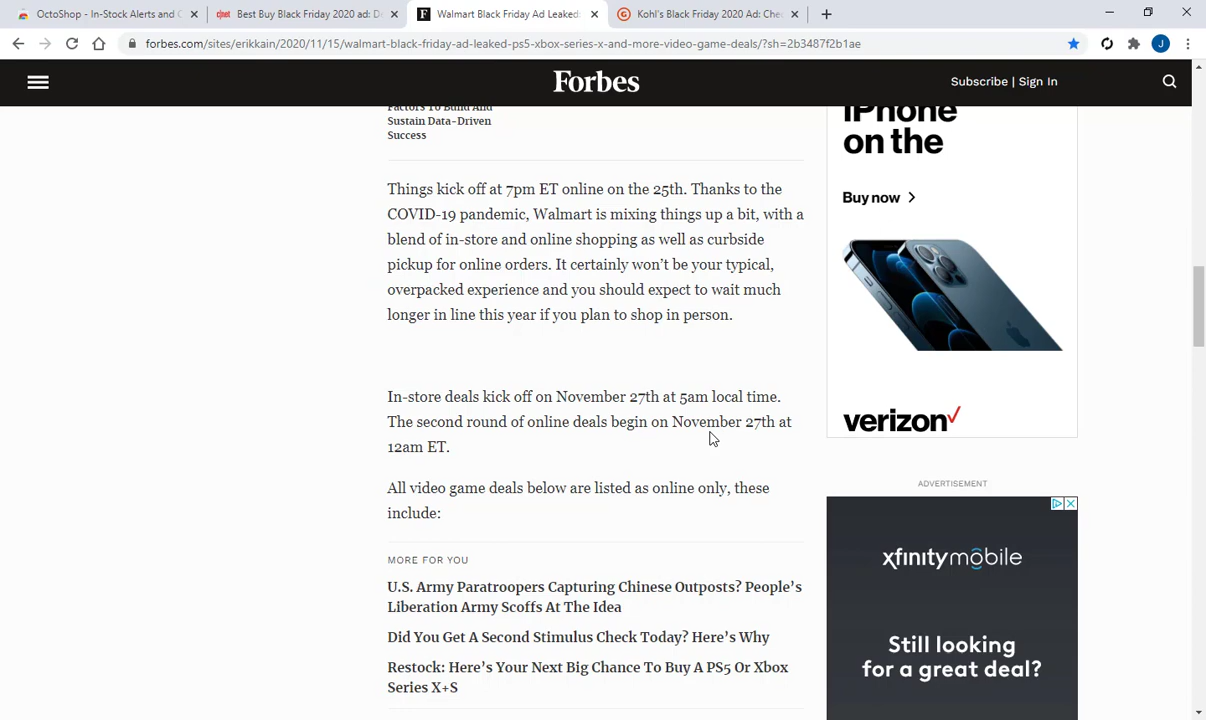 OctoShop - In-Stock Alerts and C
cnet
Best Buy Black Friday 2020 ad: D
F
Walmart Black Friday Ad Leaked:
G
Kohl's Black Friday 2020 Ad: Chec
forbes.com/sites/erikkain/2020/11/15/walmart-black-friday-ad-leaked-ps5-xbox-series-x-and-more-video-game-deals/?sh=2b3487f2b1ae
J
Forbes
Subscribe | Sign In
Factors To Build And
Sustain Data-Driven
Success
Things kick off at 7pm ET online on the 25th. Thanks to the
COVID-19 pandemic, Walmart is mixing things up a bit, with a
blend of in-store and online shopping as well as curbside
pickup for online orders. It certainly won't be your typical,
overpacked experience and you should expect to wait much
longer in line this year if you plan to shop in person.
In-store deals kick off on November 27th at 5am local time.
The second round of online deals begin on November 27th at
12am ET.
All video game deals below are listed as online only, these
include:
MORE FOR YOU
U.S. Army Paratroopers Capturing Chinese Outposts? People's
Liberation Army Scoffs At The Idea
Did You Get A Second Stimulus Check Today? Here's Why
Restock: Here's Your Next Big Chance To Buy A PS5 Or Xbox
Series X+S
iPhone
on the
Buy now
verizon
ADVERTISEMENT
xfinity mobile
Still looking
for a great deal?